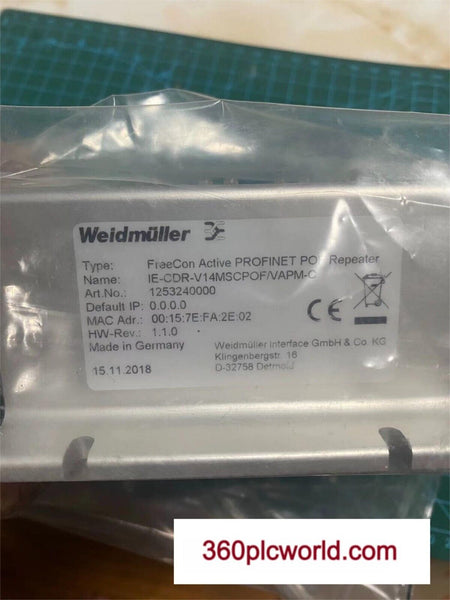 Weidmüller
Type: FreeCon Active PROFINET POF Repeater
Name: IE-CDR-V14MSCPOF/VAPM-C
Art.No.: 1253240000
Default IP: 0.0.0.0
MAC Adr.: 00:15:7E:FA:2E:02
HW-Rev.: 1.1.0
Made in Germany
Weidmüller Interface GmbH & Co. KG
Klingenbergstr. 16
15.11.2018
D-32758 Detmold
CE
360plcworld.com